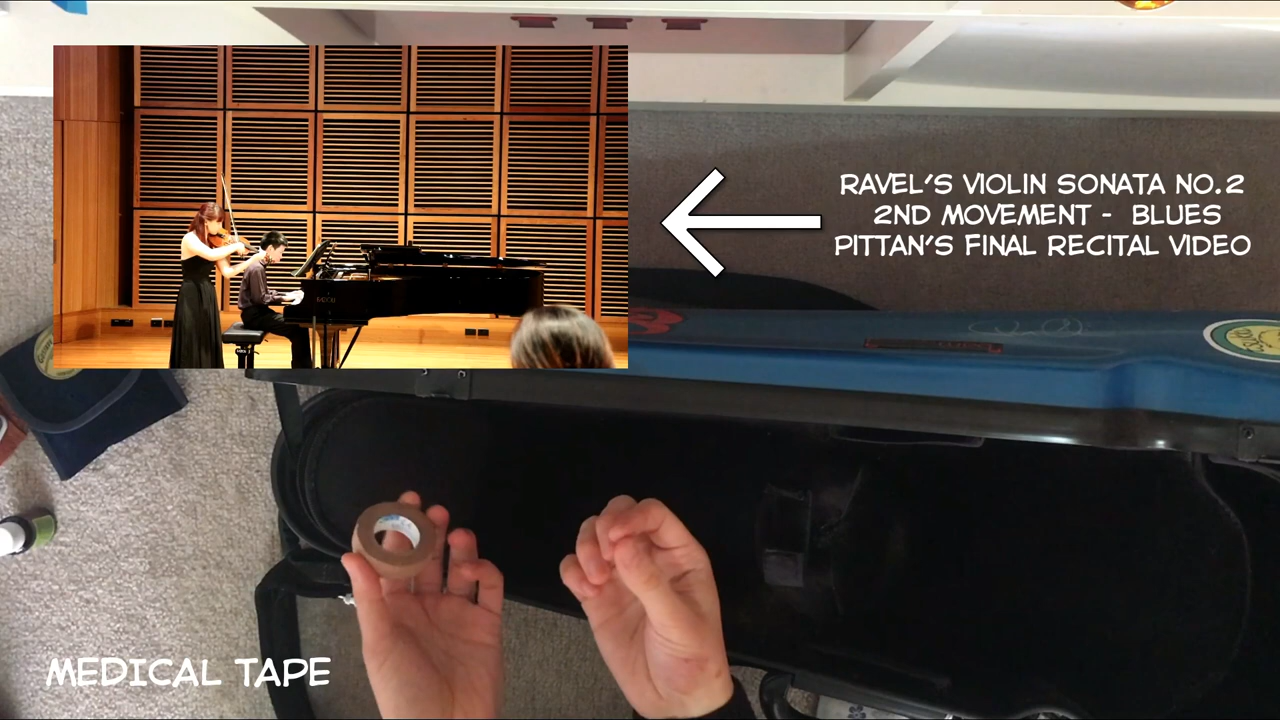 RAVEL'S VIOLIN SONATA NO.2
2ND MOVEMENT - BLUES
PITTAN'S FINAL RECITAL VIDEO
MEDICAL TAPE